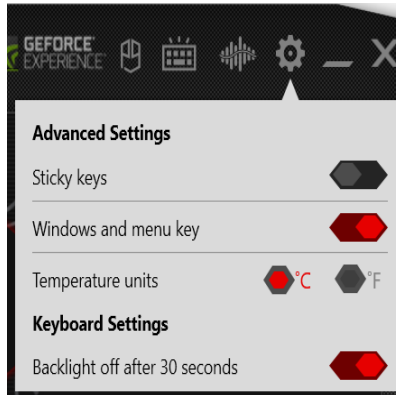 GEFORCE
EXPERIENCE
Advanced Settings
Sticky keys
Windows and menu key
Temperature units °C °F
Keyboard Settings
Backlight off after 30 seconds